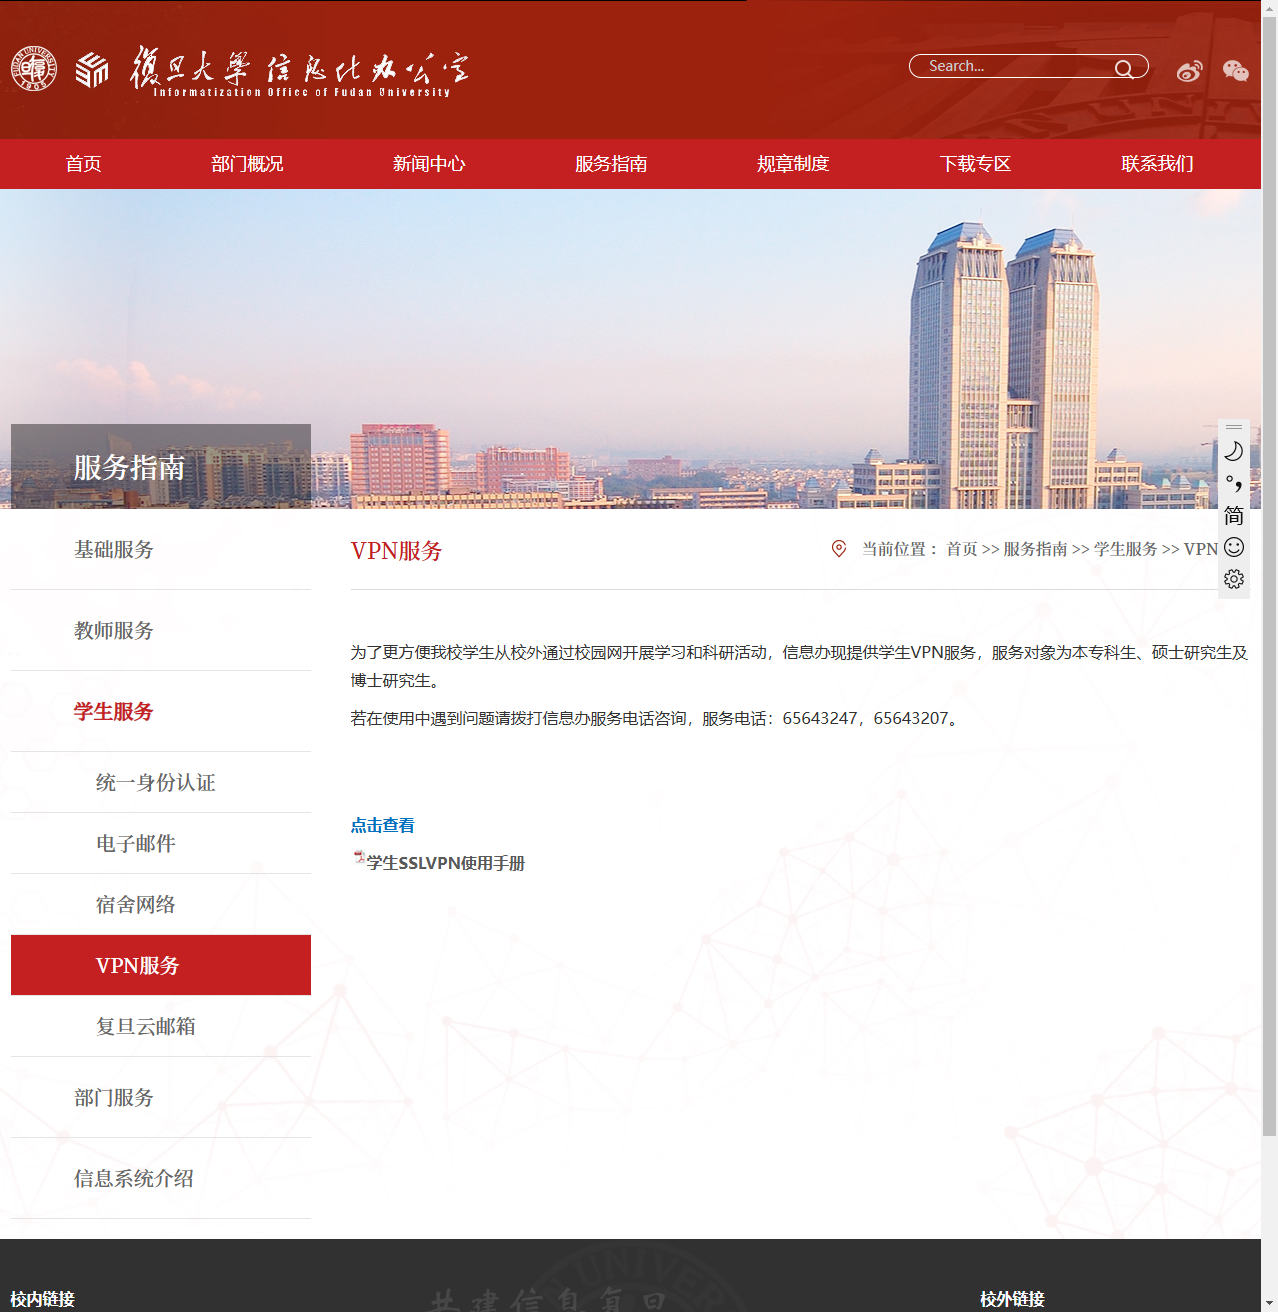 復旦大學 信息化办公室
Informatization Office of Fudan University
Search...
首页 部门概况 新闻中心 服务指南 规章制度 下载专区 联系我们
服务指南
简
基础服务
教师服务
学生服务
统一身份认证
电子邮件
宿舍网络
VPN服务
复旦云邮箱
部门服务
信息系统介绍
VPN服务
当前位置： 首页 >> 服务指南 >> 学生服务 >> VPN
为了更方便我校学生从校外通过校园网开展学习和科研活动，信息办现提供学生VPN服务，服务对象为本专科生、硕士研究生及
博士研究生。
若在使用中遇到问题请拨打信息办服务电话咨询，服务电话：65643247，65643207。
点击查看
学生SSLVPN使用手册
校内链接
校外链接